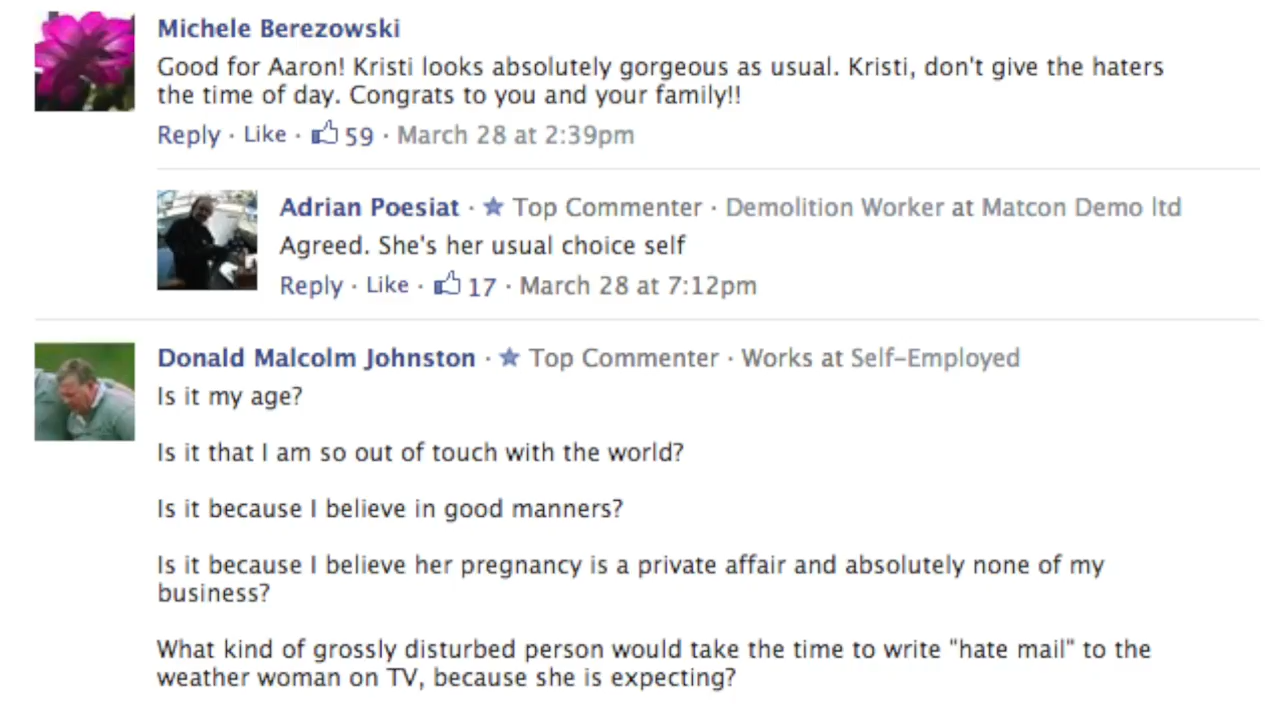 Michele Berezowski
Good for Aaron! Kristi looks absolutely gorgeous as usual. Kristi, don't give the haters
the time of day. Congrats to you and your family!!
Reply · Like · 59 · March 28 at 2:39pm
Adrian Poesiat · Top Commenter · Demolition Worker at Matcon Demo ltd
Agreed. She's her usual choice self
Reply · Like · 17 · March 28 at 7:12pm
Donald Malcolm Johnston · Top Commenter · Works at Self-Employed
Is it my age?
Is it that I am so out of touch with the world?
Is it because I believe in good manners?
Is it because I believe her pregnancy is a private affair and absolutely none of my
business?
What kind of grossly disturbed person would take the time to write "hate mail" to the
weather woman on TV, because she is expecting?